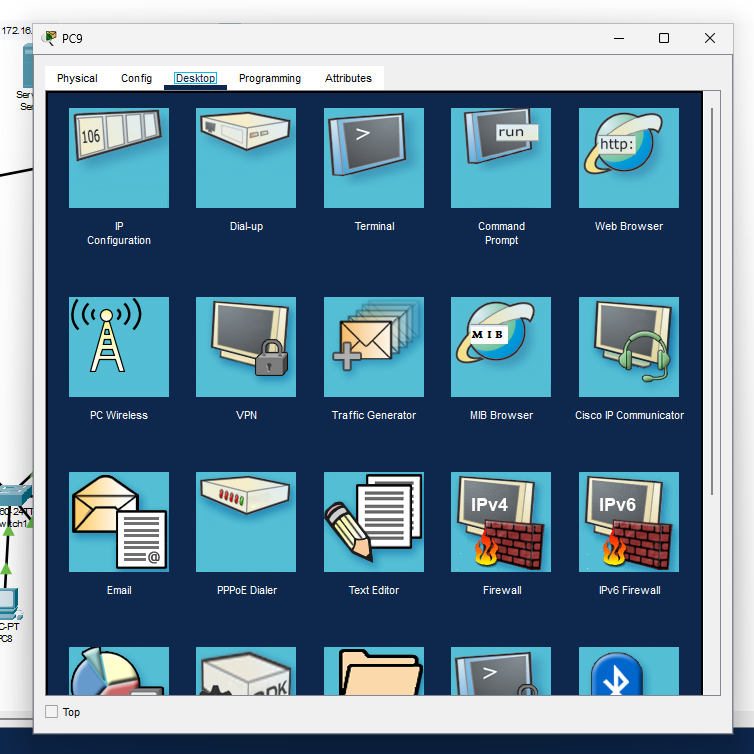 172.16.
PC9
Physical Config Desktop Programming Attributes
Serv
Se
106
>
run
http:
IP
Configuration
Dial-up
Terminal
Command
Prompt
Web Browser
MIB
PC Wireless
VPN
Traffic Generator
MIB Browser
Cisco IP Communicator
60-24TT
witch1
@
IPv4
IPv6
Email
PPPoE Dialer
Text Editor
Firewall
IPv6 Firewall
C-PT
PC8
>
Top